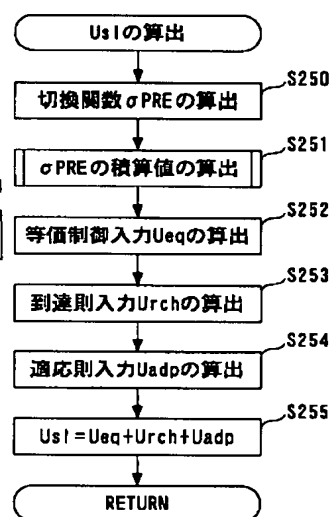 Uslの算出
S250
切換関数σPREの算出
S251
σPREの積算値の算出
S252
等価制御入力Ueqの算出
S253
到達則入力Urchの算出
S254
適応則入力Uadpの算出
S255
Usl=Ueq+Urch+Uadp
RETURN